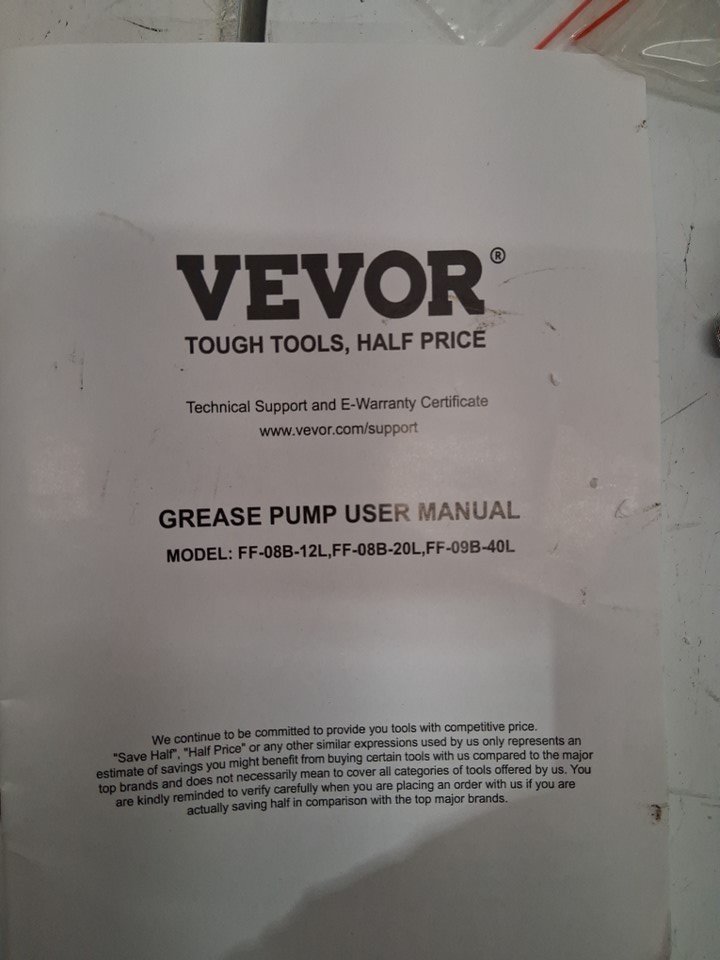 VEVOR®
TOUGH TOOLS, HALF PRICE
Technical Support and E-Warranty Certificate
www.vevor.com/support
GREASE PUMP USER MANUAL
MODEL: FF-08B-12L,FF-08B-20L,FF-09B-40L
We continue to be committed to provide you tools with competitive price.
"Save Half", "Half Price" or any other similar expressions used by us only represents an
estimate of savings you might benefit from buying certain tools with us compared to the major
top brands and does not necessarily mean to cover all categories of tools offered by us. You
are kindly reminded to verify carefully when you are placing an order with us if you are
actually saving half in comparison with the top major brands.